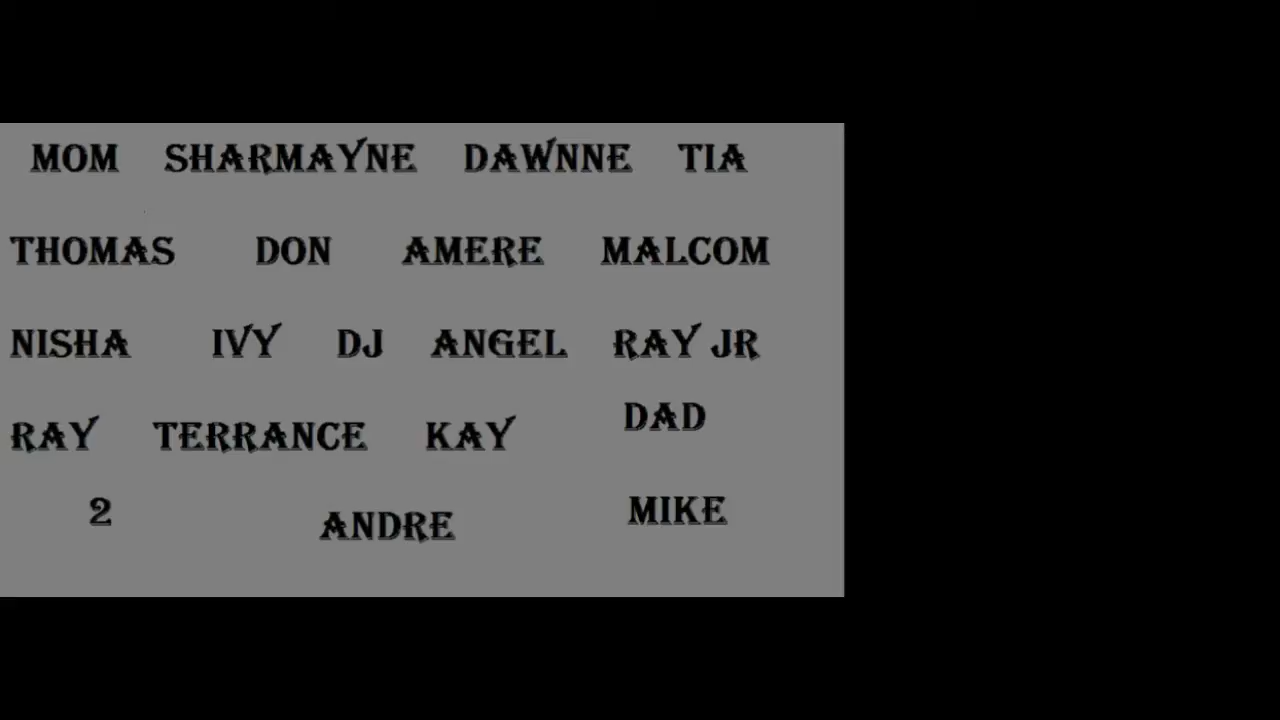 MOM SHARMAYNE DAWNNE TIA
THOMAS DON AMERE MALCOM
NISHA IVY DJ ANGEL RAY JR
RAY TERRANCE KAY DAD
2 ANDRE MIKE